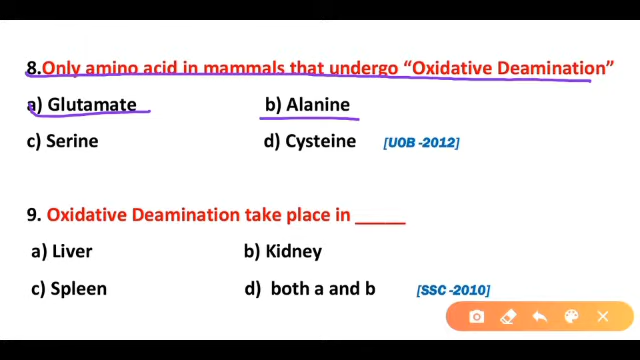 8.Only amino acid in mammals that undergo “Oxidative Deamination”
a) Glutamate b) Alanine
c) Serine d) Cysteine [UOB -2012]
9. Oxidative Deamination take place in _____
a) Liver b) Kidney
c) Spleen d) both a and b [SSC -2010]